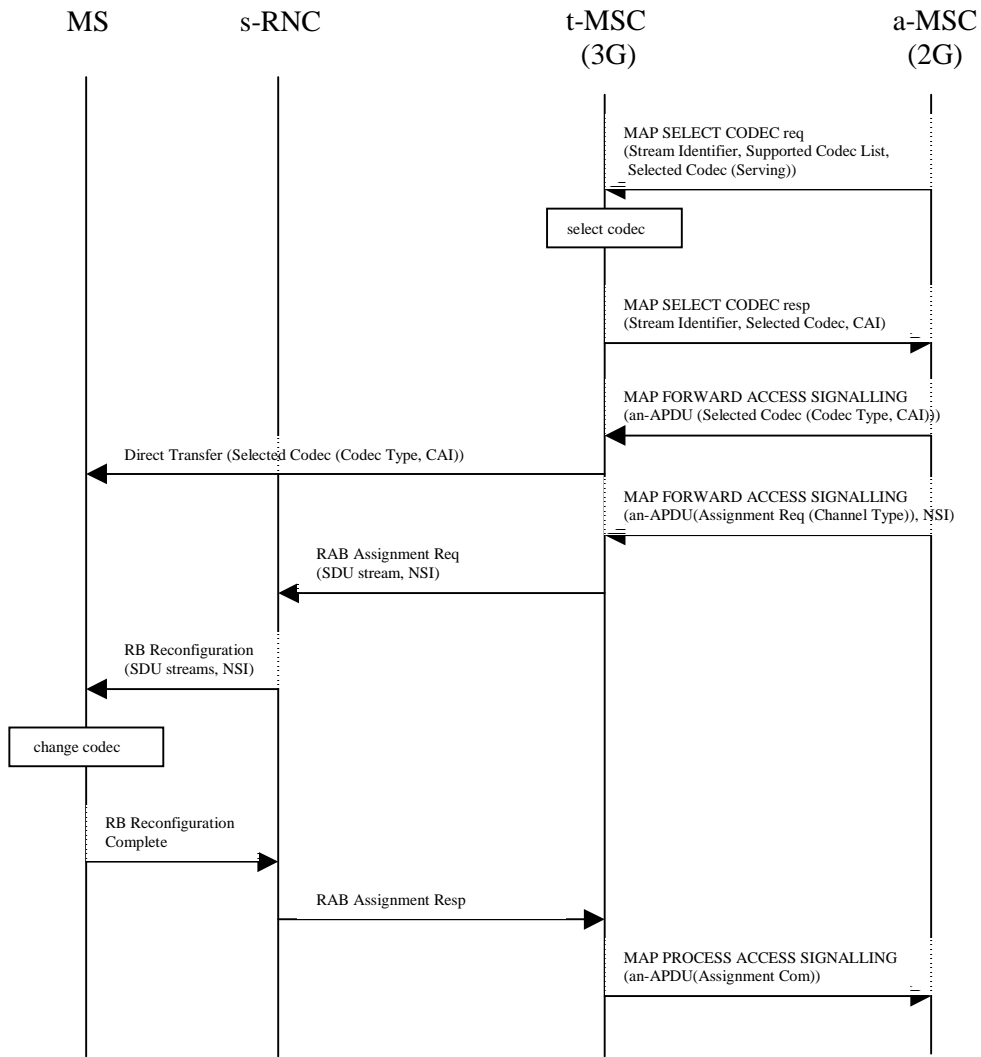 MS
s-RNC
t-MSC
(3G)
a-MSC
(2G)
MAP SELECT CODEC req
(Stream Identifier, Supported Codec List,
Selected Codec (Serving))
select codec
MAP SELECT CODEC resp
(Stream Identifier, Selected Codec, CAI)
MAP FORWARD ACCESS SIGNALLING
(an-APDU (Selected Codec (Codec Type, CAI)))
Direct Transfer (Selected Codec (Codec Type, CAI))
MAP FORWARD ACCESS SIGNALLING
(an-APDU(Assignment Req (Channel Type)), NSI)
RAB Assignment Req
(SDU stream, NSI)
RB Reconfiguration
(SDU streams, NSI)
change codec
RB Reconfiguration
Complete
RAB Assignment Resp
MAP PROCESS ACCESS SIGNALLING
(an-APDU(Assignment Com))